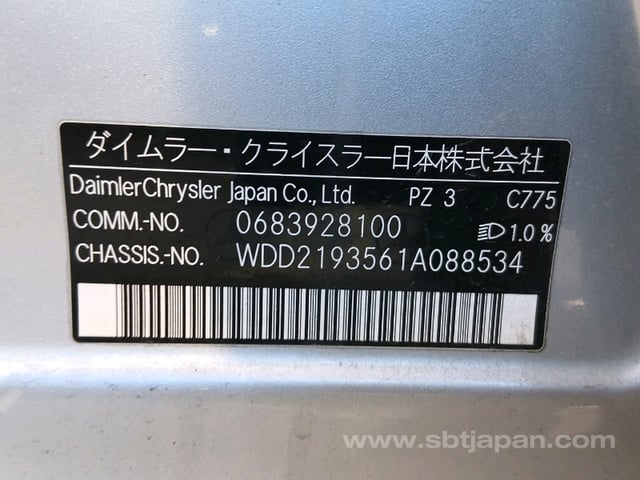 ダイムラー・クライスラー日本株式会社
DaimlerChrysler Japan Co., Ltd. PZ 3 C775
COMM.-NO. 0683928100 1.0%
CHASSIS.-NO. WDD2193561A088534
www.sbtjapan.com